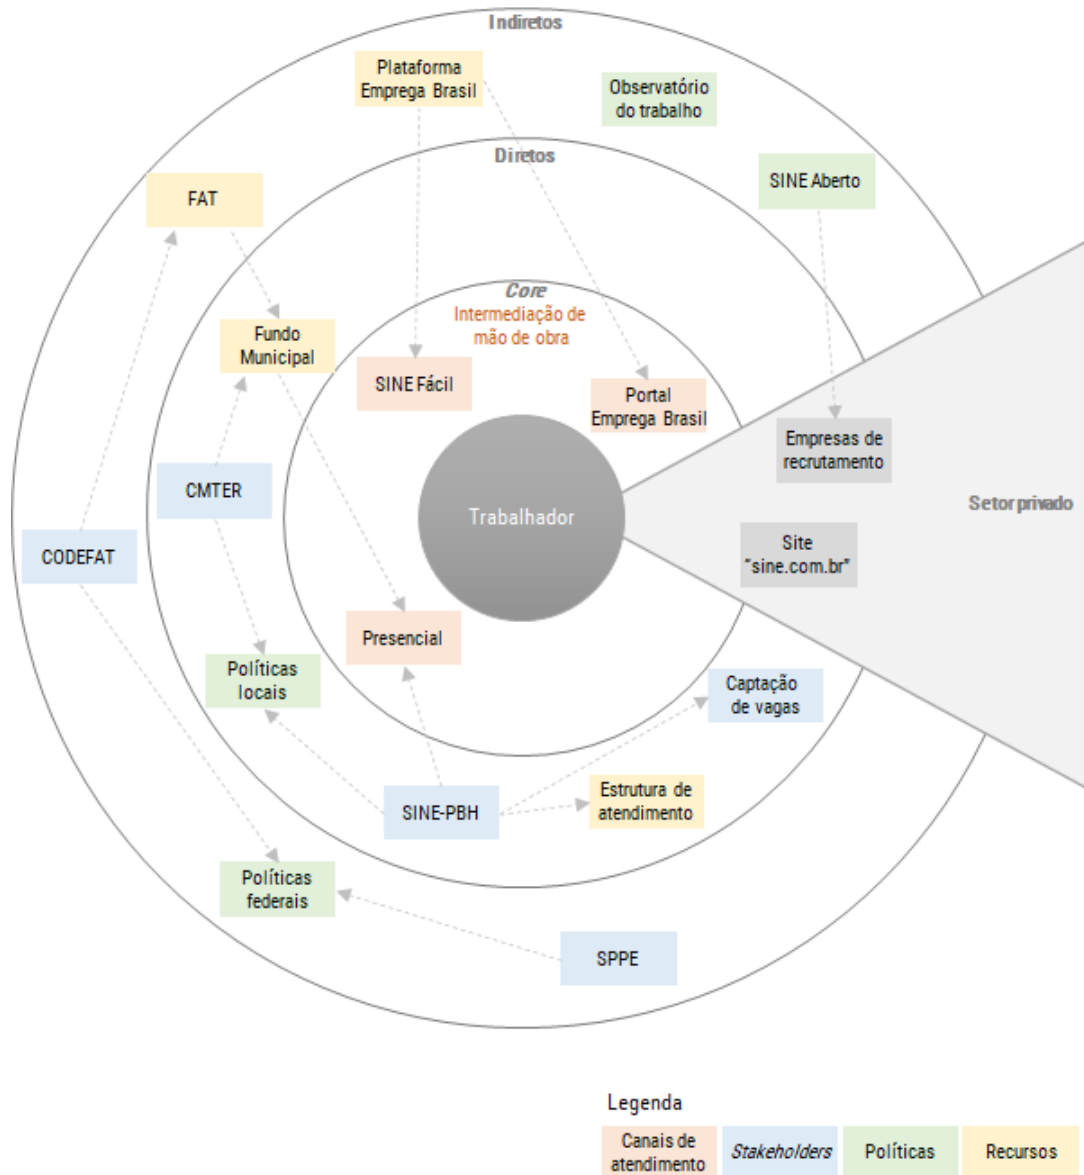 Indiretos
Plataforma
Emprega Brasil
Observatório
do trabalho
Diretos
SINE Aberto
FAT
Core
Intermediação de
mão de obra
Fundo
Municipal
SINE Fácil
Portal
Emprega Brasil
Empresas de
recrutamento
CMTER
Trabalhador
Setor privado
CODEFAT
Site
"sine.com.br"
Presencial
Políticas
locais
Captação
de vagas
SINE-PBH
Estrutura de
atendimento
Políticas
federais
SPPE
Legenda
Canais de
atendimento
Stakeholders
Políticas
Recursos